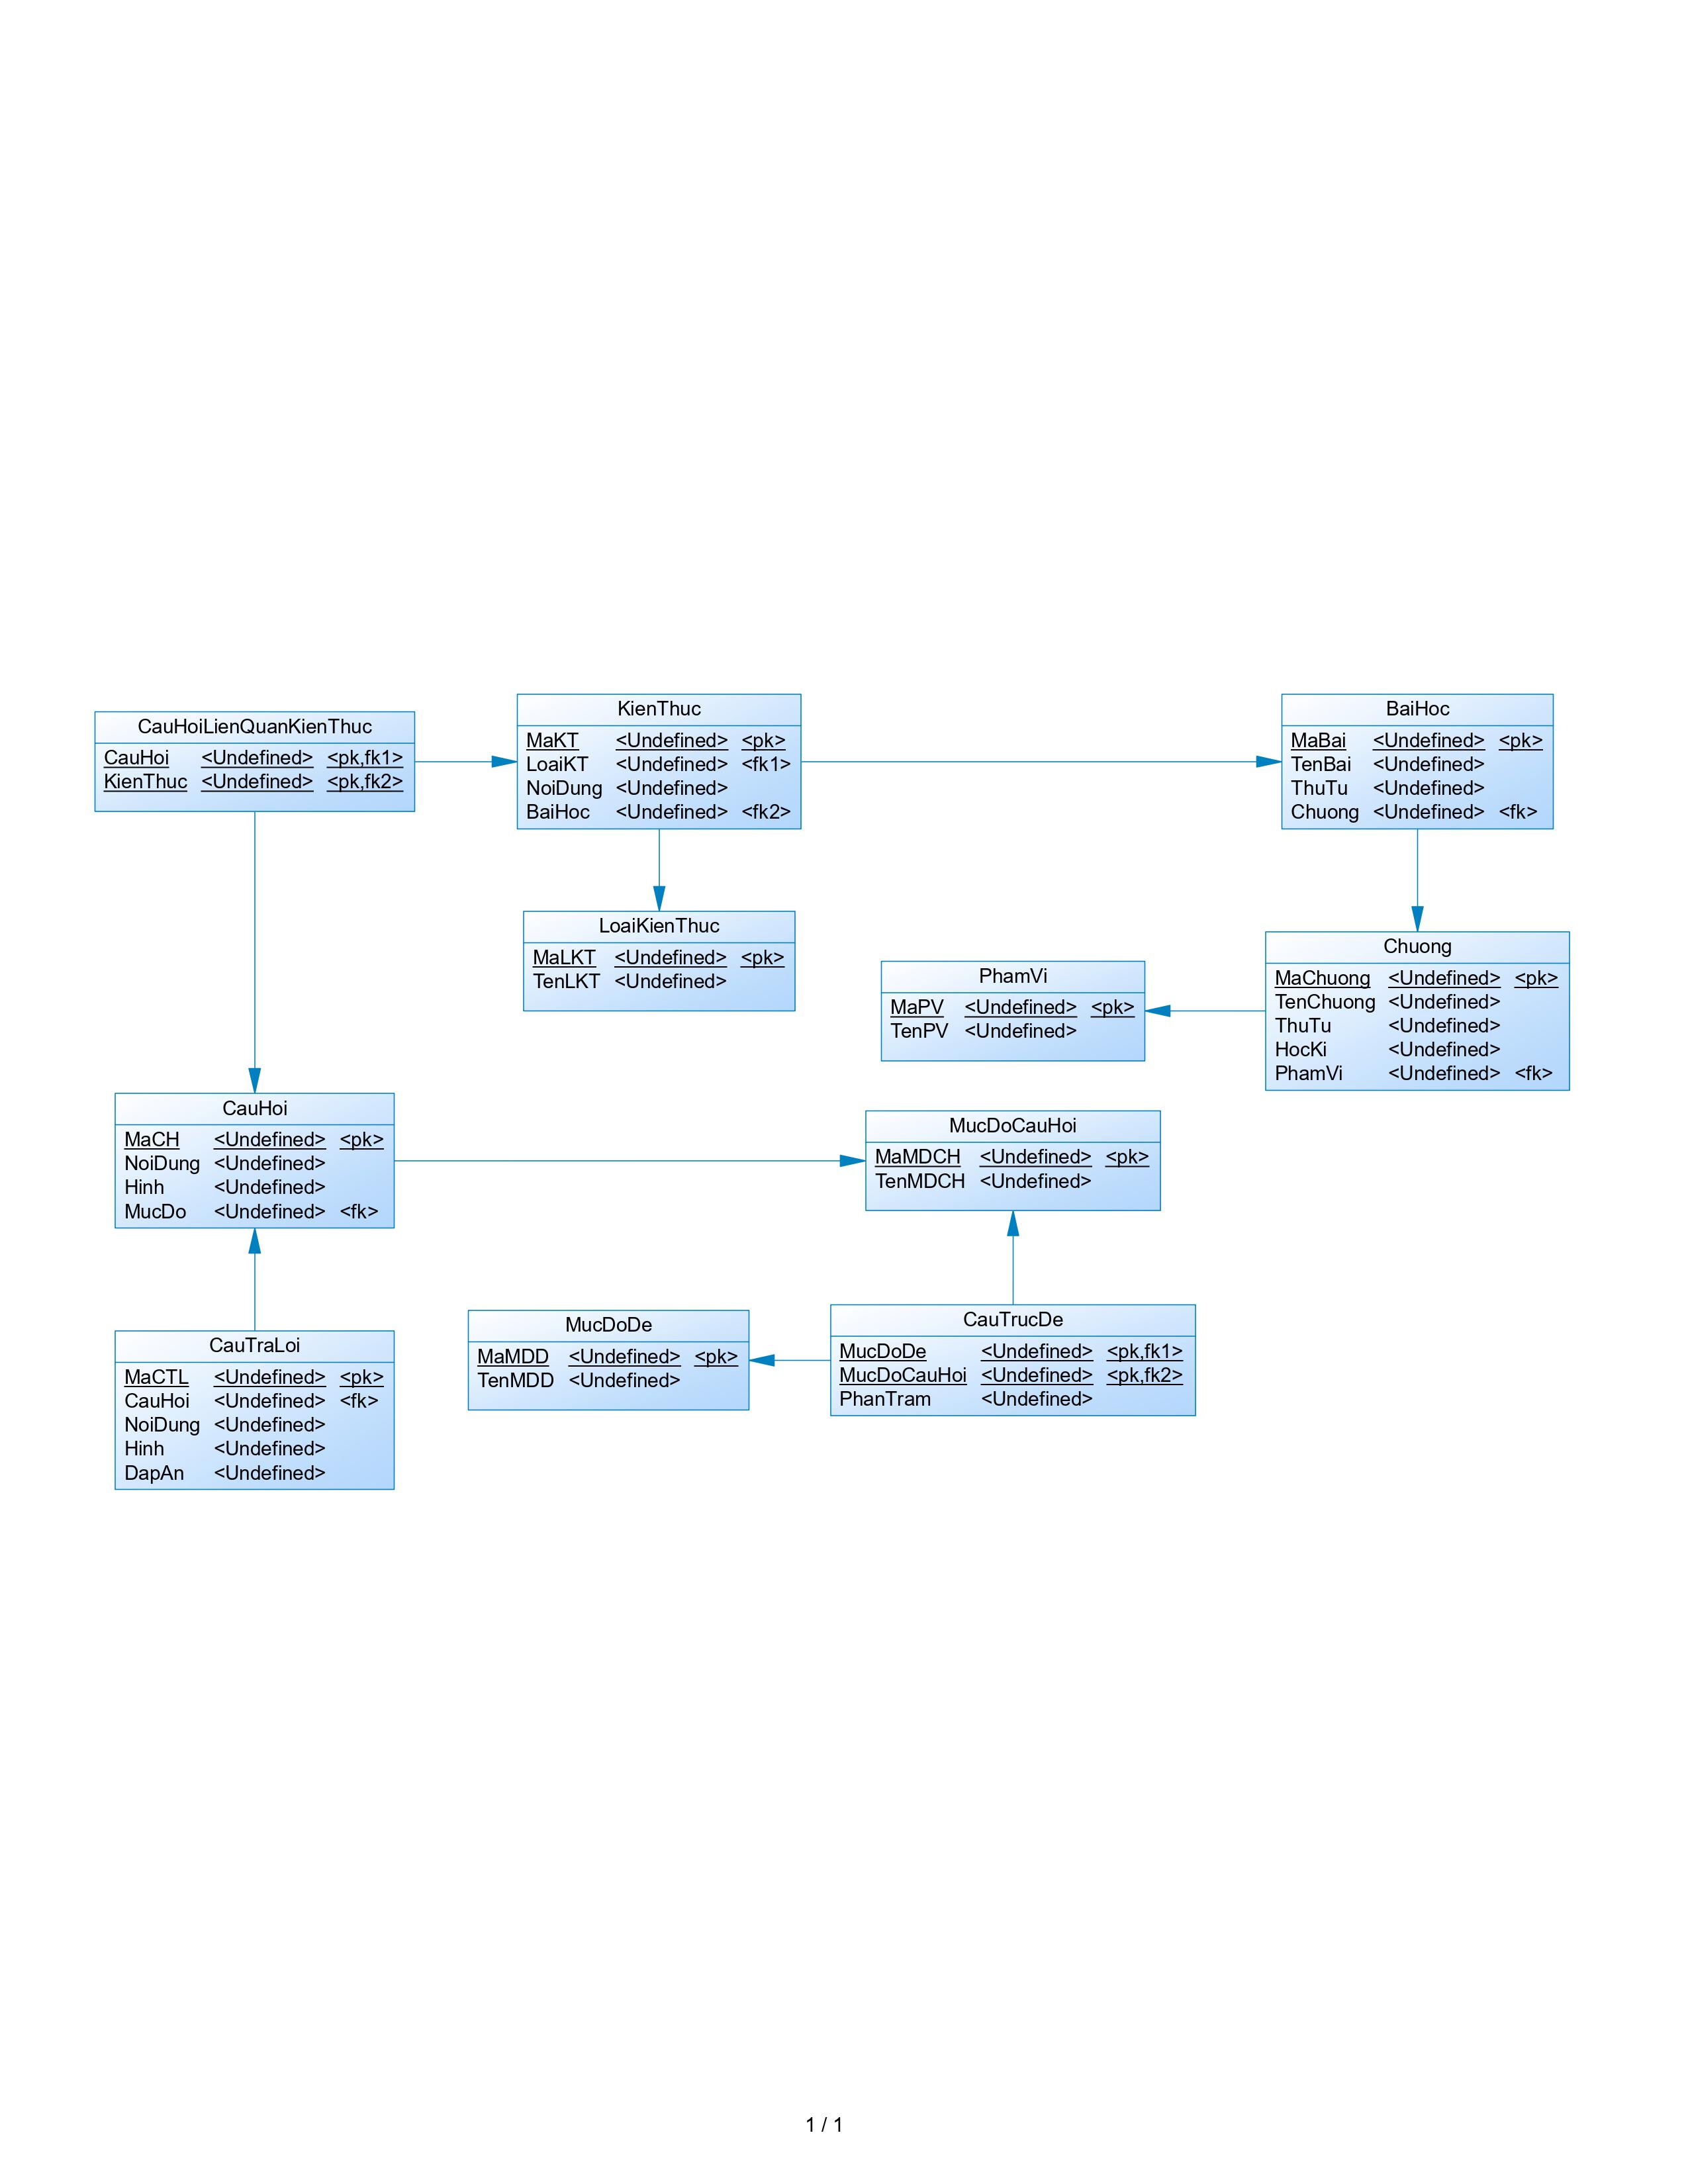 CauHoiLienQuanKienThuc
CauHoi <Undefined> <pk,fk1>
KienThuc <Undefined> <pk,fk2>
KienThuc
MaKT <Undefined> <pk>
LoaiKT <Undefined> <fk1>
NoiDung <Undefined>
BaiHoc <Undefined> <fk2>
BaiHoc
MaBai <Undefined> <pk>
TenBai <Undefined>
ThuTu <Undefined>
Chuong <Undefined> <fk>
LoaiKienThuc
MaLKT <Undefined> <pk>
TenLKT <Undefined>
PhamVi
MaPV <Undefined> <pk>
TenPV <Undefined>
Chuong
MaChuong <Undefined> <pk>
TenChuong <Undefined>
ThuTu <Undefined>
HocKi <Undefined>
PhamVi <Undefined> <fk>
CauHoi
MaCH <Undefined> <pk>
NoiDung <Undefined>
Hinh <Undefined>
MucDo <Undefined> <fk>
MucDoCauHoi
MaMDCH <Undefined> <pk>
TenMDCH <Undefined>
CauTraLoi
MaCTL <Undefined> <pk>
CauHoi <Undefined> <fk>
NoiDung <Undefined>
Hinh <Undefined>
DapAn <Undefined>
MucDoDe
MaMDD <Undefined> <pk>
TenMDD <Undefined>
CauTrucDe
MucDoDe <Undefined> <pk,fk1>
MucDoCauHoi <Undefined> <pk,fk2>
PhanTram <Undefined>
1 / 1